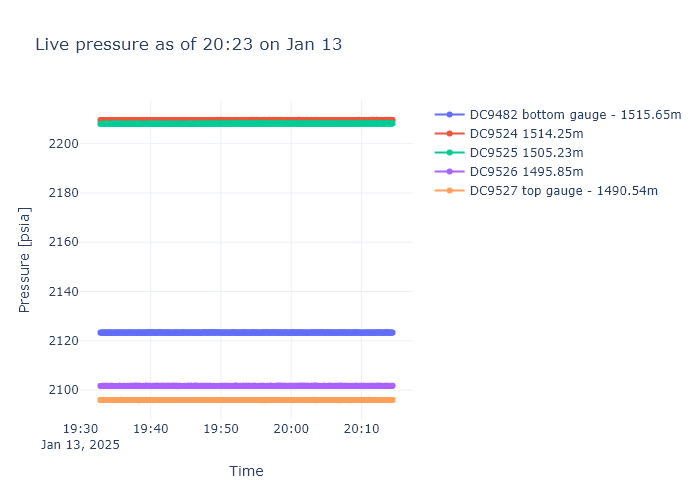 Live pressure as of 20:23 on Jan 13
DC9482 bottom gauge - 1515.65m
DC9524 1514.25m
DC9525 1505.23m
DC9526 1495.85m
DC9527 top gauge - 1490.54m
Pressure [psia]
2200
2180
2160
2140
2120
2100
19:30
19:40
19:50
20:00
20:10
Jan 13, 2025
Time